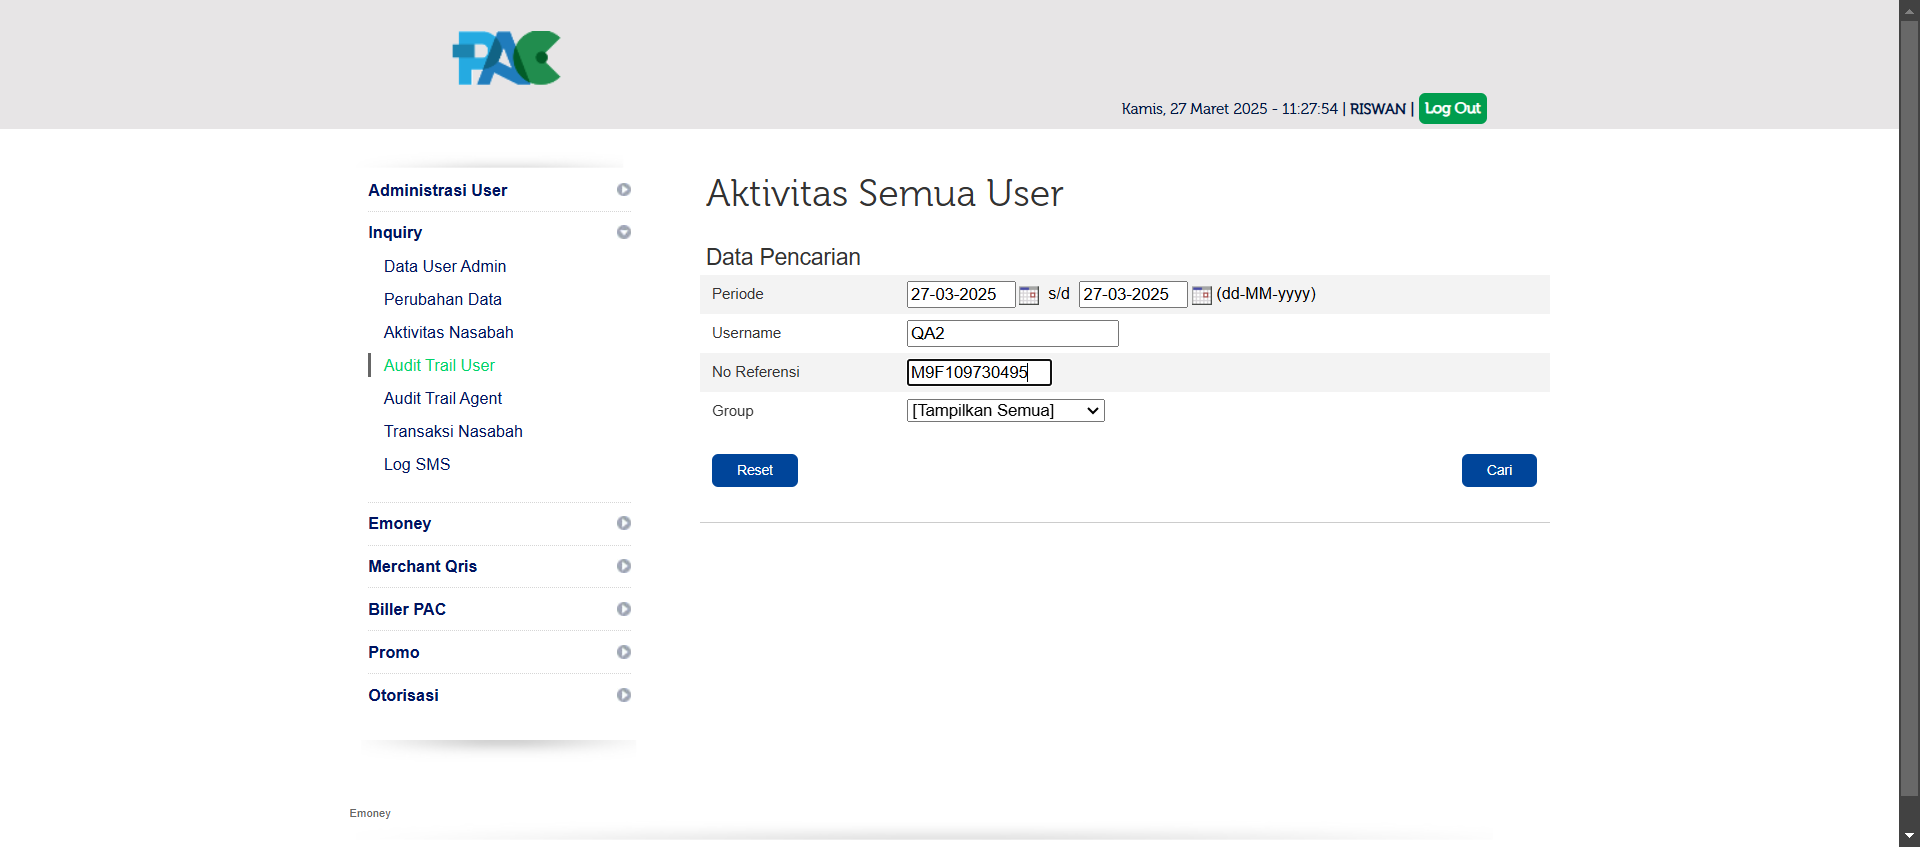 PAC
Kamis, 27 Maret 2025 - 11:27:54 | RISWAN | Log Out
Administrasi User
Inquiry
Data User Admin
Perubahan Data
Aktivitas Nasabah
Audit Trail User
Audit Trail Agent
Transaksi Nasabah
Log SMS
Emoney
Merchant Qris
Biller PAC
Promo
Otorisasi
Aktivitas Semua User
Data Pencarian
Periode 27-03-2025 s/d 27-03-2025 (dd-MM-yyyy)
Username QA2
No Referensi M9F109730495
Group [Tampilkan Semua]
Reset Cari
Emoney